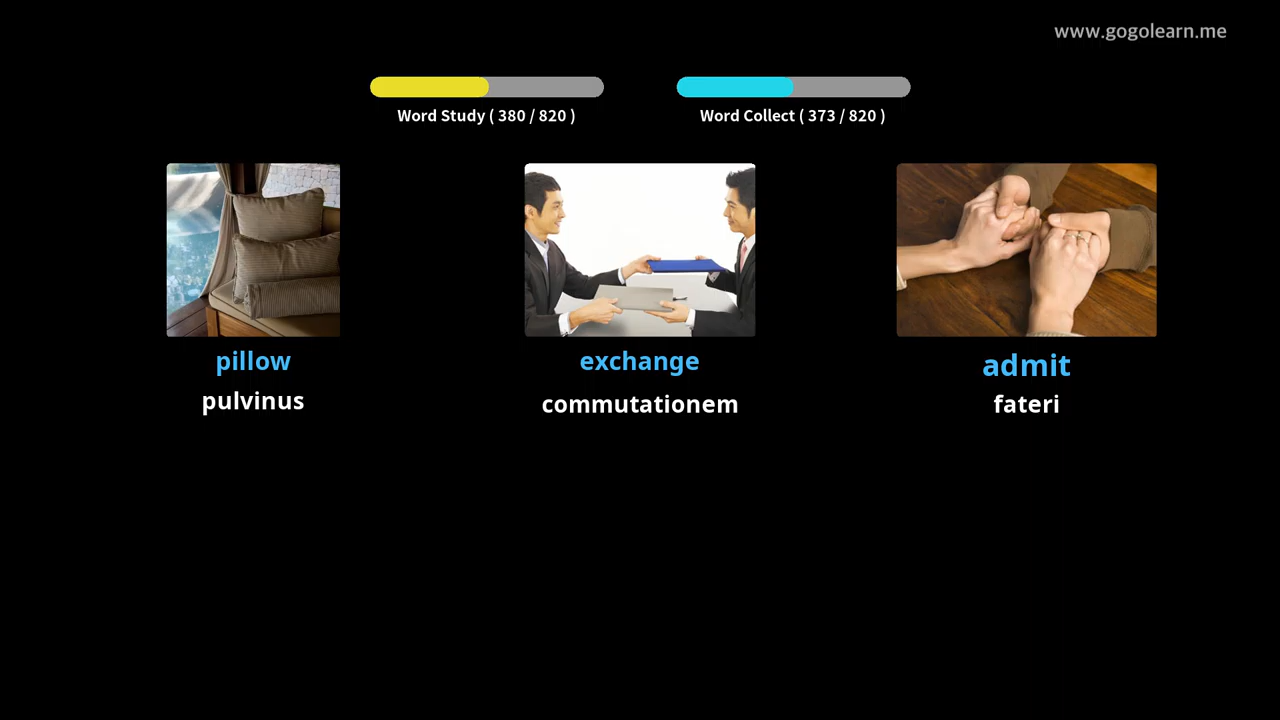 www.gogolearn.me
Word Study ( 380 / 820 )
Word Collect ( 373 / 820 )
pillow
pulvinus
exchange
commutationem
admit
fateri